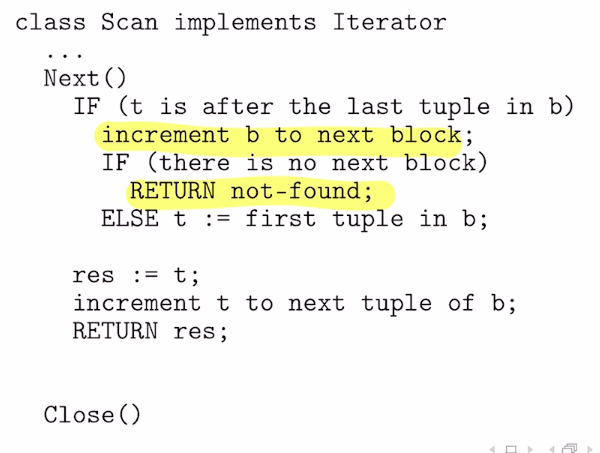 class Scan implements Iterator
...
Next()
IF (t is after the last tuple in b)
increment b to next block;
IF (there is no next block)
RETURN not-found;
ELSE t := first tuple in b;
res := t;
increment t to next tuple of b;
RETURN res;
Close()